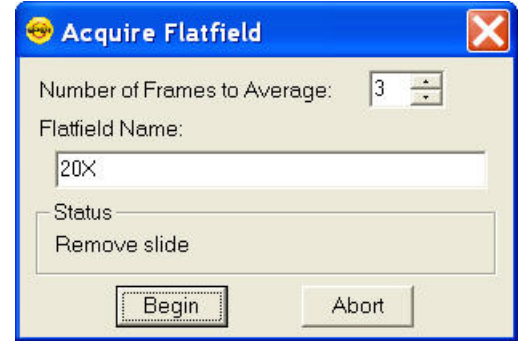 Acquire Flatfield
Number of Frames to Average: 3
Flatfield Name:
20X
Status
Remove slide
Begin Abort